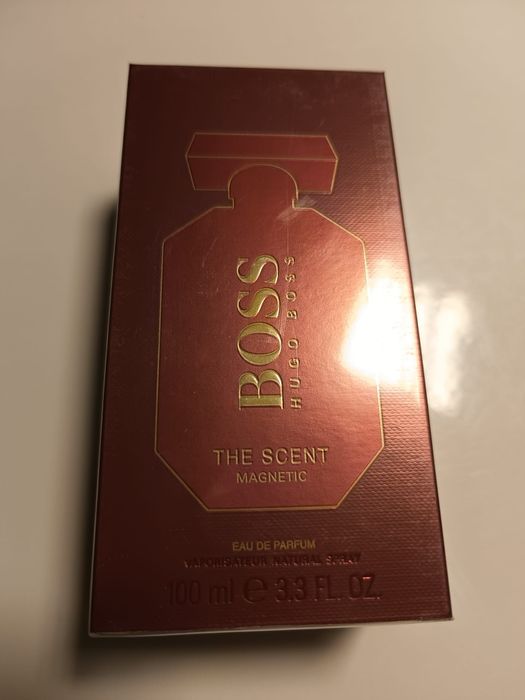 BOSS
HUGO BOSS
THE SCENT
MAGNETIC
EAU DE PARFUM
VAPORISATEUR NATURAL SPRAY
100 ml ℮ 3.3 FL. OZ.